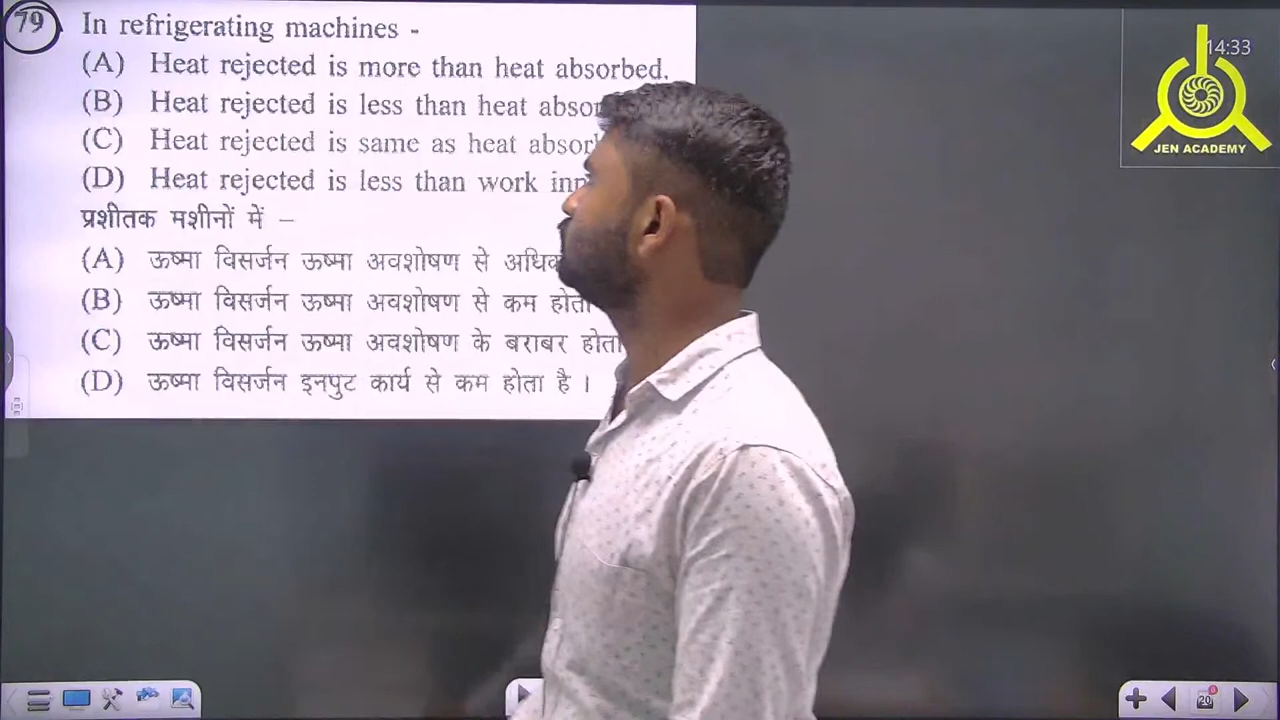 79 In refrigerating machines -
(A) Heat rejected is more than heat absorbed.
(B) Heat rejected is less than heat
(C) Heat rejected is same as heat
(D) Heat rejected is less than work
प्रशीतक मशीनों में –
(A) ऊष्मा विसर्जन ऊष्मा अवशोषण से
(B) ऊष्मा विसर्जन ऊष्मा अवशोषण से कम होता
(C) ऊष्मा विसर्जन ऊष्मा अवशोषण के बराबर होता
(D) ऊष्मा विसर्जन इनपुट कार्य से कम होता है ।
14:33
JEN ACADEMY
20